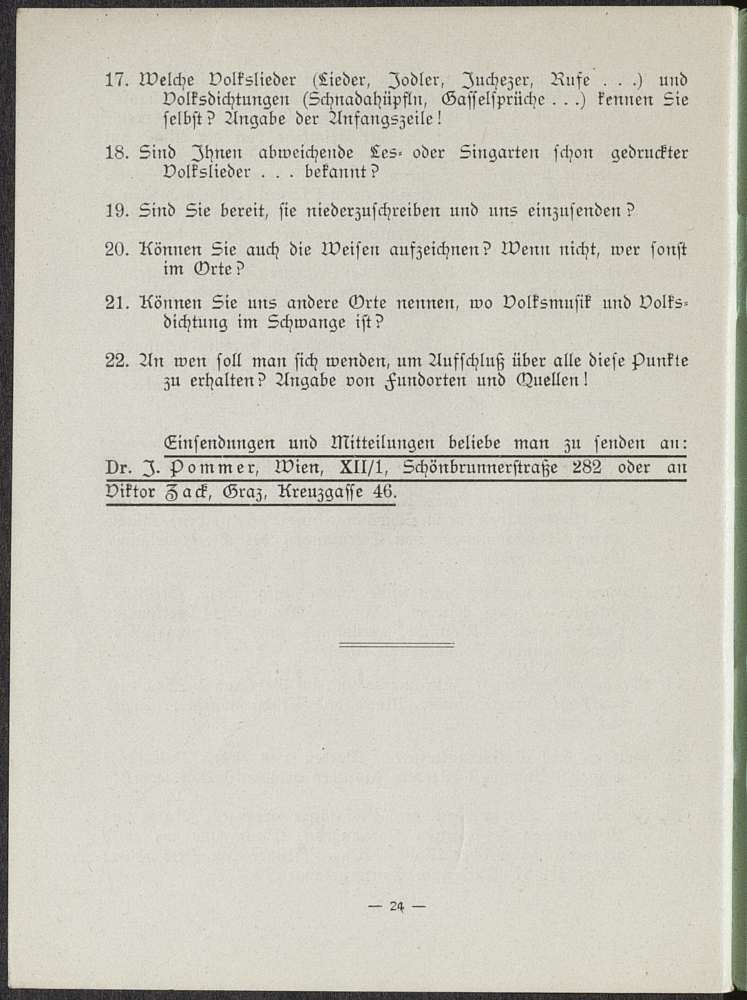 17. Welche Volkslieder (Lieder, Jodler, Juchezer, Rufe . . .) und
Volksdichtungen (Schnadahüpfln, Gasselsprüche . . .) kennen Sie
selbst? Angabe der Anfangszeile!
18. Sind Ihnen abweichende Les- oder Singarten schon gedruckter
Volkslieder . . . bekannt?
19. Sind Sie bereit, sie niederzuschreiben und uns einzusenden?
20. Können Sie auch die Weisen aufzeichnen? Wenn nicht, wer sonst
im Orte?
21. Können Sie uns andere Orte nennen, wo Volksmusik und Volks-
dichtung im Schwange ist?
22. An wen soll man sich wenden, um Aufschluß über alle diese Punkte
zu erhalten? Angabe von Fundorten und Quellen!
Einsendungen und Mitteilungen beliebe man zu senden an:
Dr. J. Pommer, Wien, XII/1, Schönbrunnerstraße 282 oder an
Viktor Zack, Graz, Kreuzgasse 46.
— 24 —